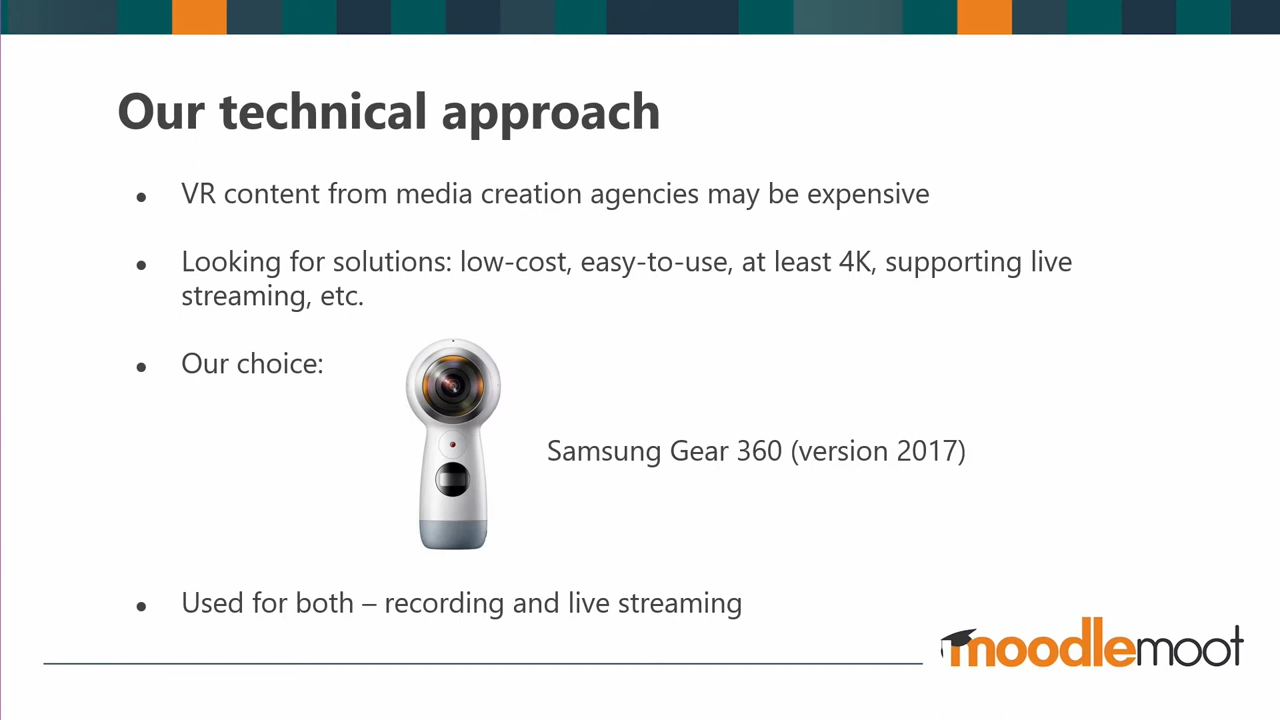 Our technical approach
● VR content from media creation agencies may be expensive
● Looking for solutions: low-cost, easy-to-use, at least 4K, supporting live
streaming, etc.
● Our choice:
Samsung Gear 360 (version 2017)
● Used for both – recording and live streaming
moodlemoot